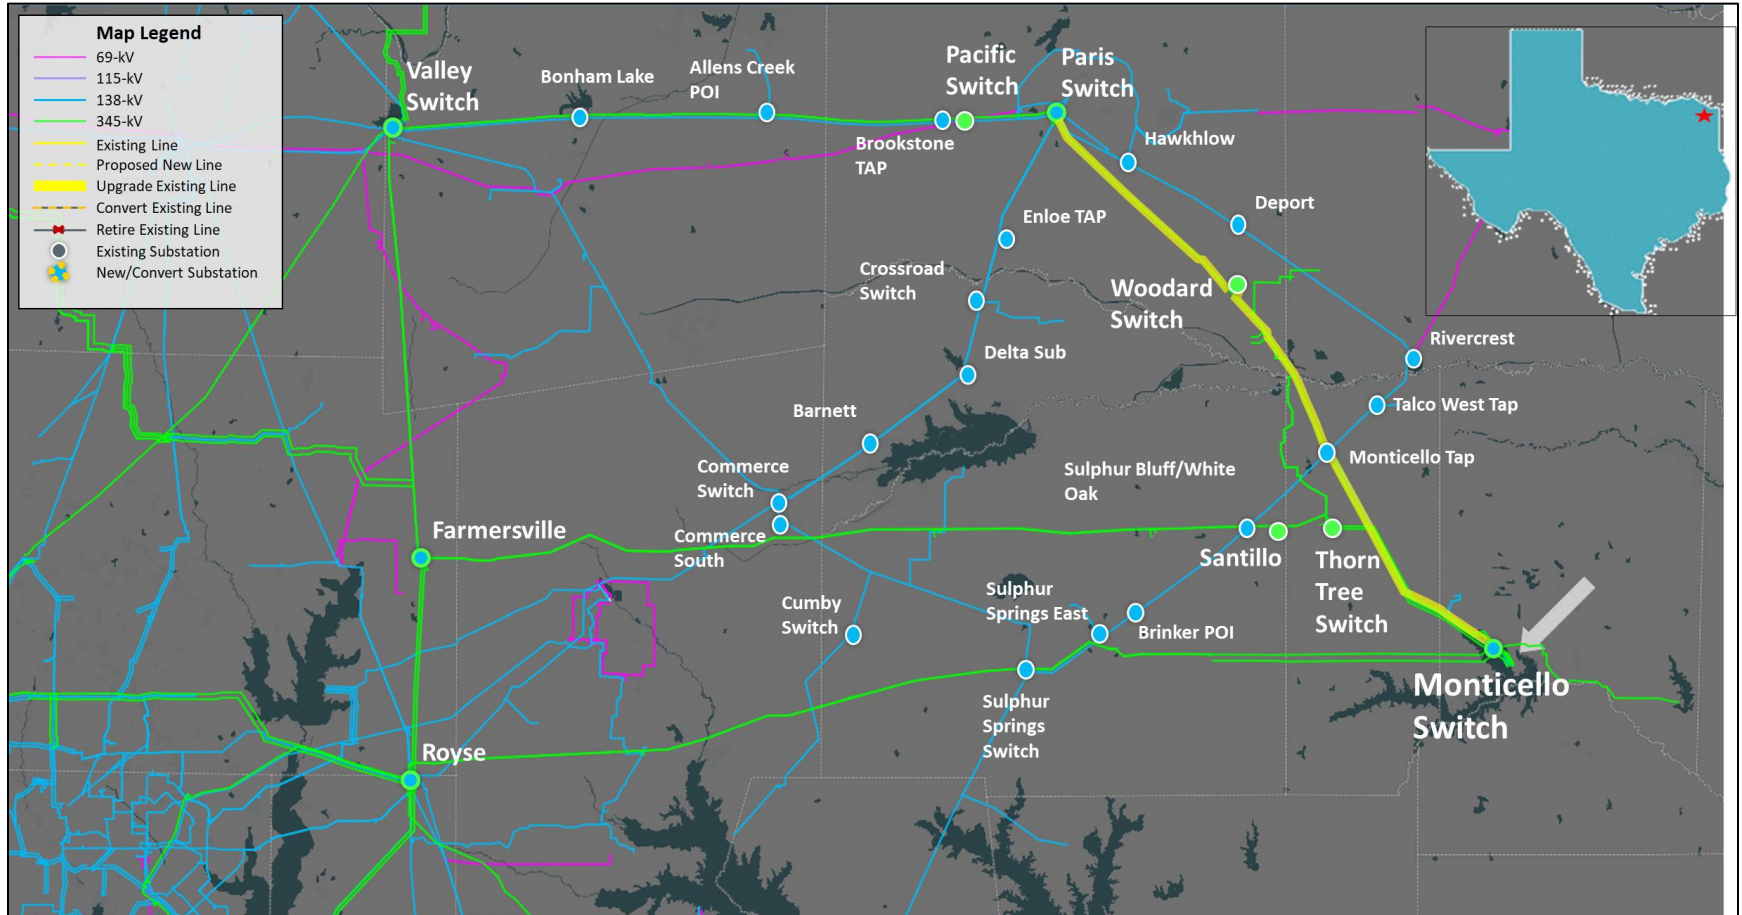 Map Legend
69-kV
115-kV
138-kV
345-kV
Existing Line
Proposed New Line
Upgrade Existing Line
Convert Existing Line
Retire Existing Line
Existing Substation
New/Convert Substation
Valley
Switch
Bonham Lake
Allens Creek
POI
Pacific
Switch
Paris
Switch
Brookstone
TAP
Hawkhlow
Deport
Enloe TAP
Crossroad
Switch
Woodard
Switch
Rivercrest
Delta Sub
Talco West Tap
Barnett
Monticello Tap
Commerce
Switch
Sulphur Bluff/White
Oak
Farmersville
Commerce
South
Santillo
Thorn
Tree
Switch
Cumby
Switch
Sulphur
Springs East
Brinker POI
Monticello
Switch
Sulphur
Springs
Switch
Royse